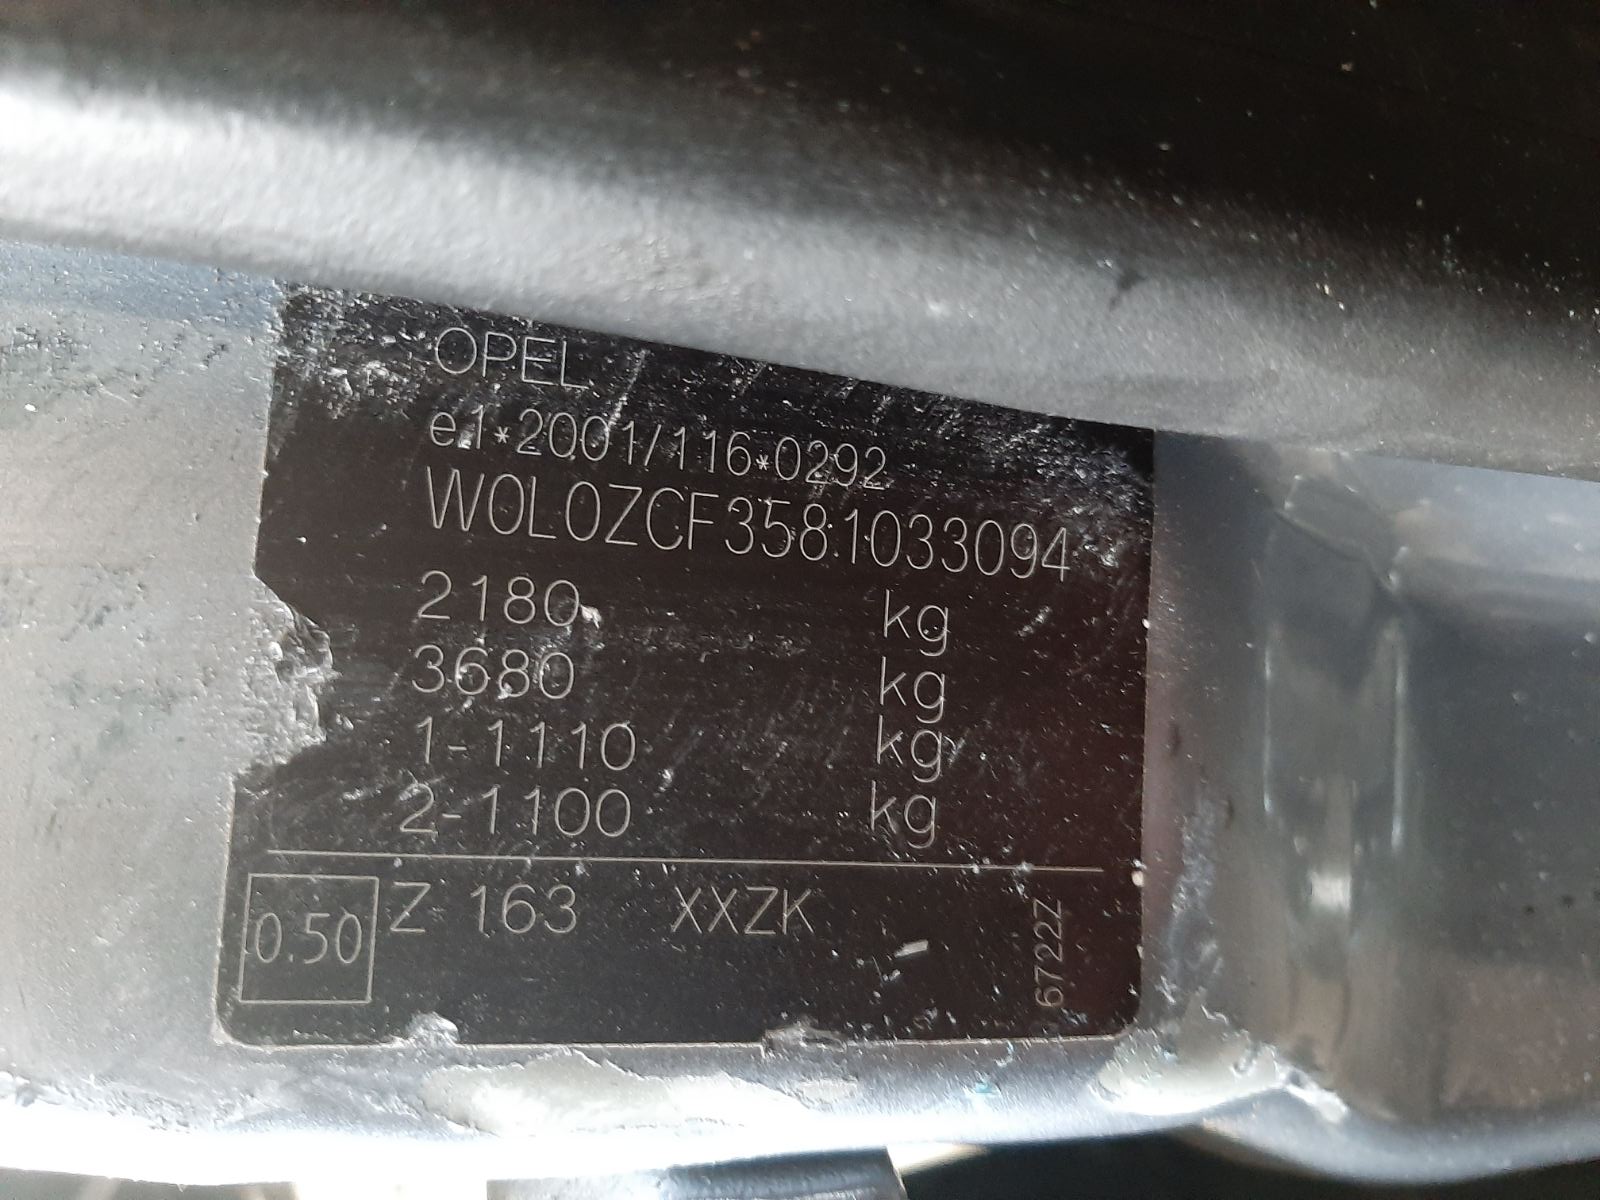 OPEL
e1*2001/116*0292
W0L0ZCF3581033094
2180 kg
3680 kg
1-1110 kg
2-1100 kg
0.50 Z 163 XXZK
6722Z